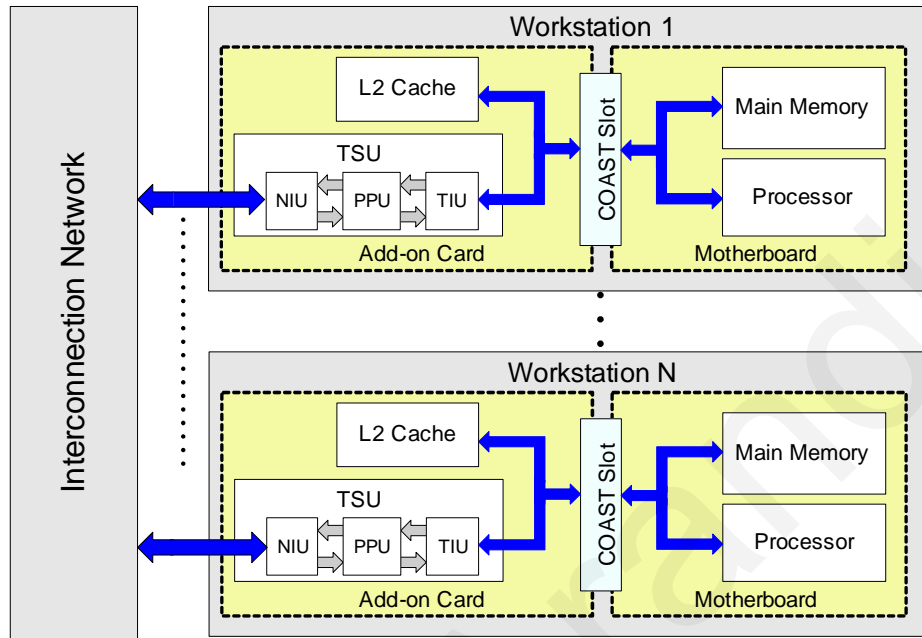 Interconnection Network
Workstation 1
L2 Cache
TSU
NIU
PPU
TIU
Add-on Card
COAST Slot
Main Memory
Processor
Motherboard
Workstation N
L2 Cache
TSU
NIU
PPU
TIU
Add-on Card
COAST Slot
Main Memory
Processor
Motherboard